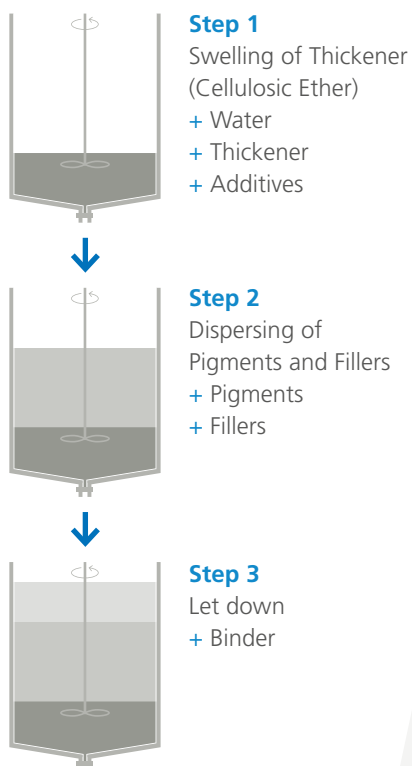 Step 1
Swelling of Thickener
(Cellulosic Ether)
+ Water
+ Thickener
+ Additives
Step 2
Dispersing of
Pigments and Fillers
+ Pigments
+ Fillers
Step 3
Let down
+ Binder